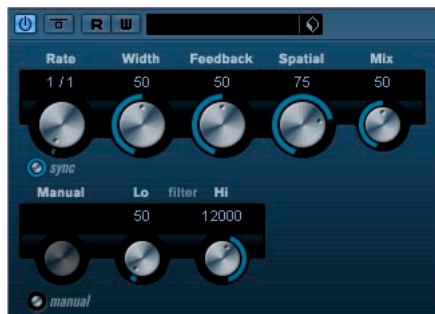 R W
Rate Width Feedback Spatial Mix
1 / 1 50 50 75 50
sync
Manual Lo filter Hi
50 12000
manual